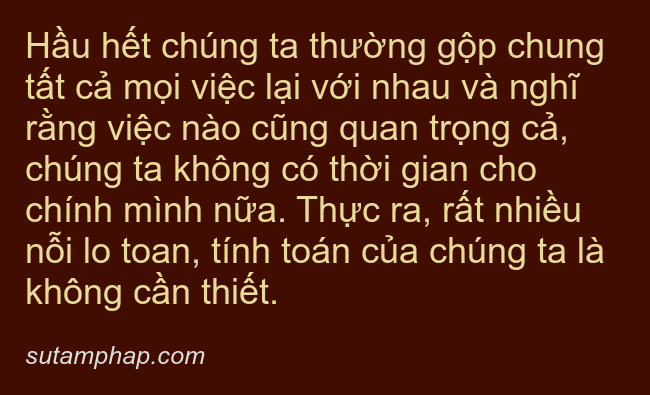 Hầu hết chúng ta thường gộp chung
tất cả mọi việc lại với nhau và nghĩ
rằng việc nào cũng quan trọng cả,
chúng ta không có thời gian cho
chính mình nữa. Thực ra, rất nhiều
nỗi lo toan, tính toán của chúng ta là
không cần thiết.
sutamphap.com